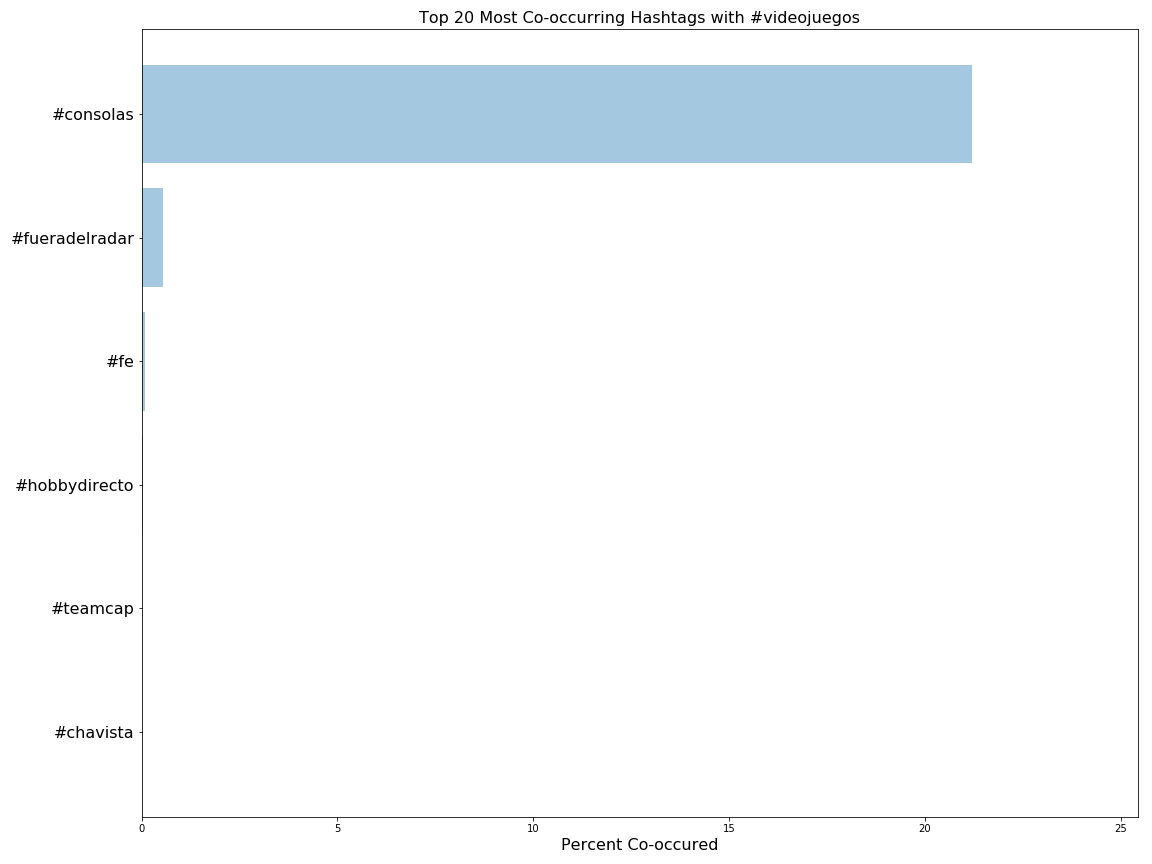 Top 20 Most Co-occurring Hashtags with #videojuegos
#consolas
#fueradelradar
#fe
#hobbydirecto
#teamcap
#chavista
0 5 10 15 20 25
Percent Co-occured